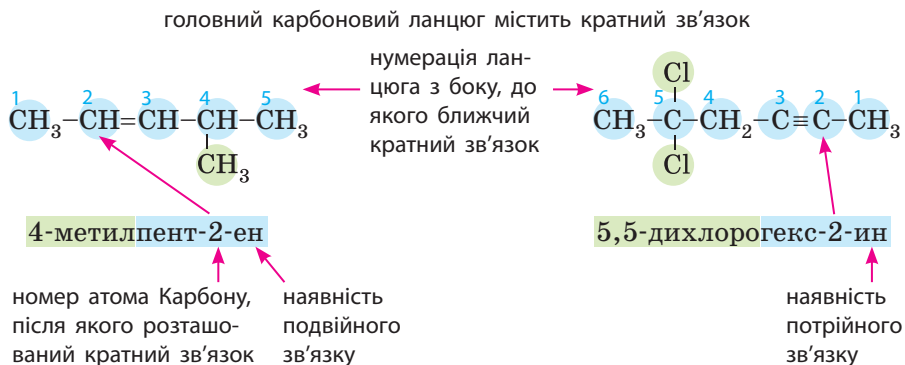 головний карбоновий ланцюг містить кратний зв'язок
нумерація лан-
цюга з боку, до
якого ближчий
кратний зв'язок
1 2 3 4 5
CH₃–CH=CH–CH–CH₃
CH₃
Cl
6 5 4 3 2 1
CH₃–C–CH₂–C≡C–CH₃
Cl
4-метилпент-2-ен
5,5-дихлорогекс-2-ин
номер атома Карбону,
після якого розташо-
ваний кратний зв'язок
наявність
подвійного
зв'язку
наявність
потрійного
зв'язку